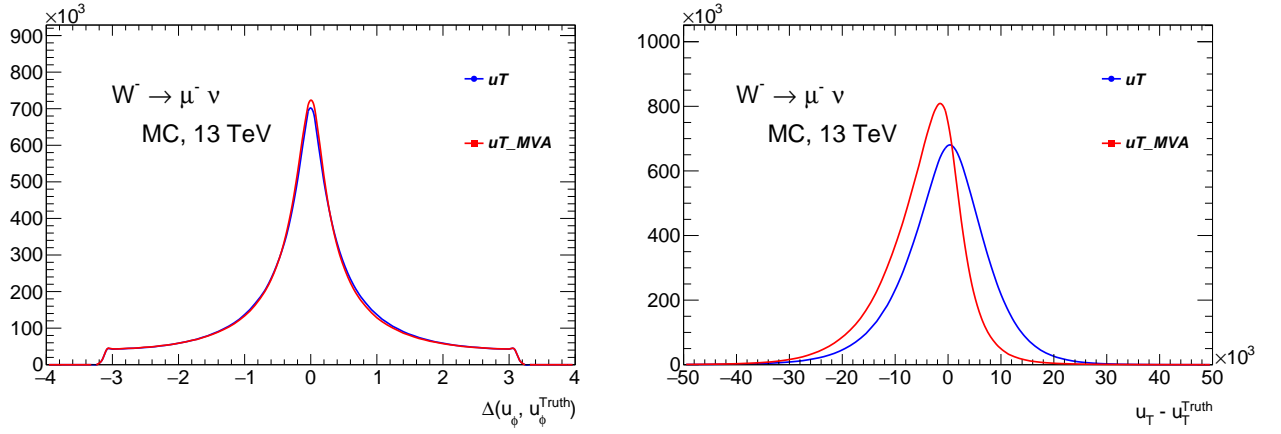 ×10³
900
800
700
600
500
400
300
200
100
0
−4 −3 −2 −1 0 1 2 3 4
W⁻ → μ⁻ ν
MC, 13 TeV
uT
uT_MVA
Δ(u_ϕ, u_ϕ^Truth)
×10³
1000
800
600
400
200
0
−50 −40 −30 −20 −10 0 10 20 30 40 50
×10³
W⁻ → μ⁻ ν
MC, 13 TeV
uT
uT_MVA
u_T - u_T^Truth